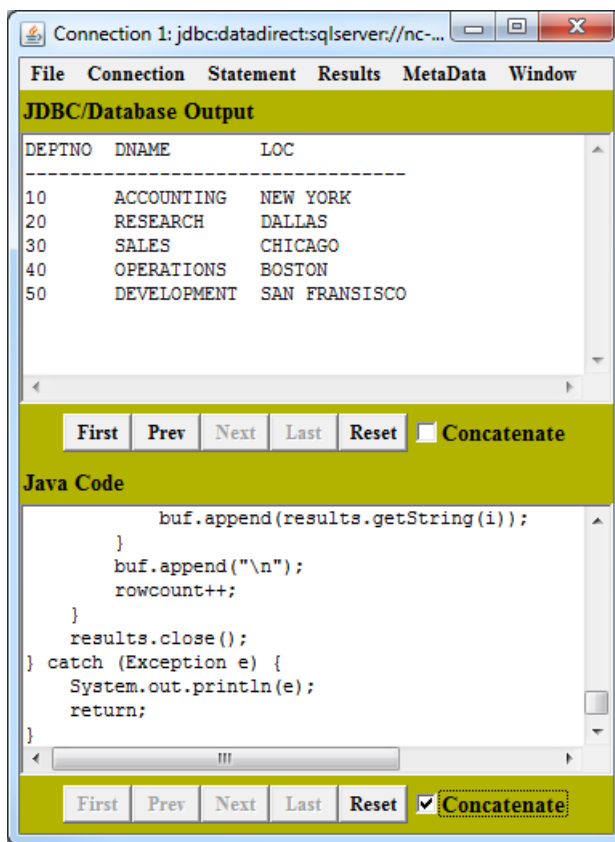 Connection 1: jdbc:datadirect:sqlserver://nc-...
File Connection Statement Results MetaData Window
JDBC/Database Output
DEPTNO DNAME LOC
------------------------------------
10 ACCOUNTING NEW YORK
20 RESEARCH DALLAS
30 SALES CHICAGO
40 OPERATIONS BOSTON
50 DEVELOPMENT SAN FRANSISCO
First Prev Next Last Reset Concatenate
Java Code
buf.append(results.getString(i));
}
buf.append("\n");
rowcount++;
}
results.close();
} catch (Exception e) {
System.out.println(e);
return;
}
First Prev Next Last Reset Concatenate